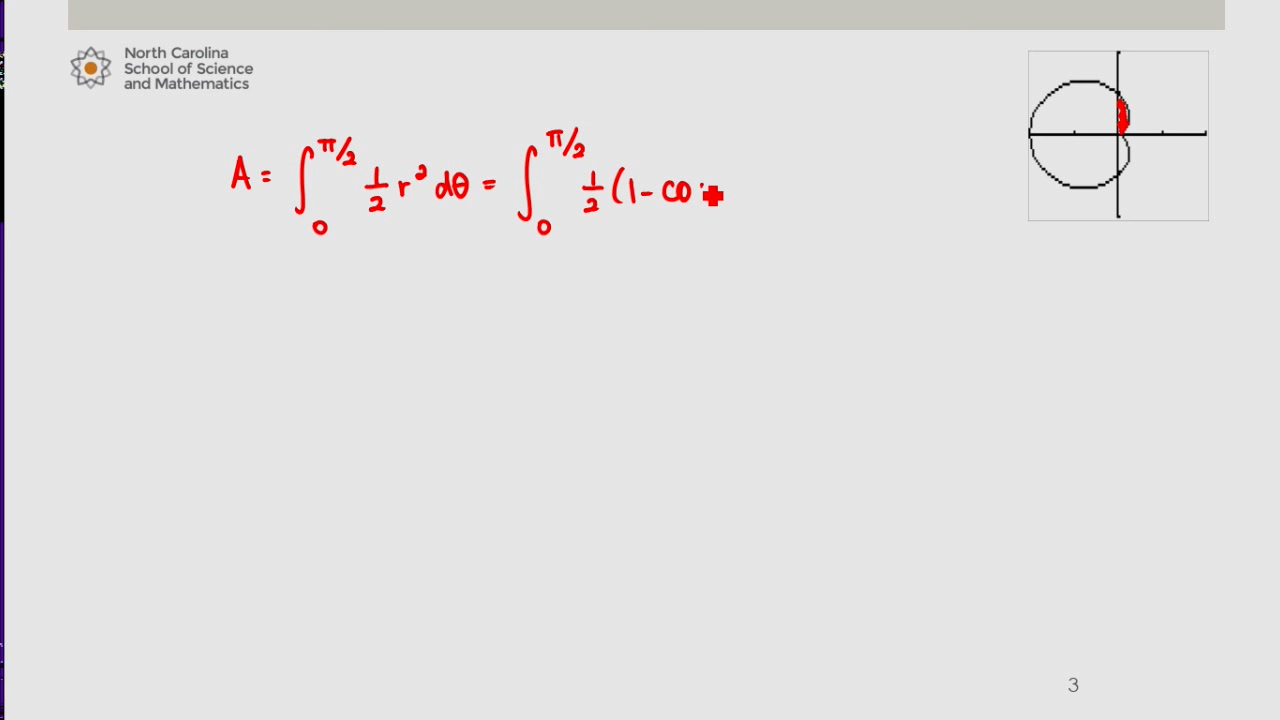 North Carolina
School of Science
and Mathematics
A = ∫₀^π/2 1/2 r² dθ = ∫₀^π/2 1/2 (1 - co
3